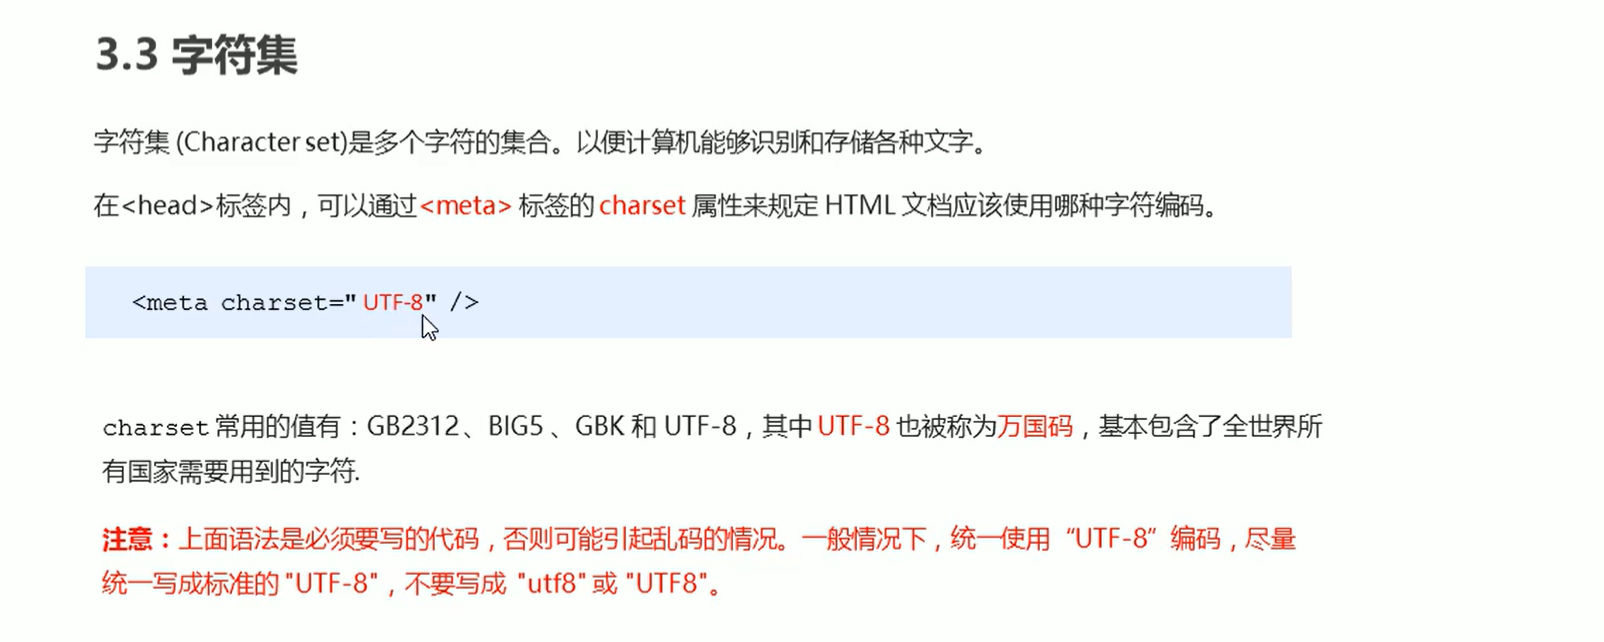 3.3 字符集
字符集 (Character set)是多个字符的集合。以便计算机能够识别和存储各种文字。
在<head>标签内，可以通过<meta> 标签的 charset 属性来规定 HTML 文档应该使用哪种字符编码。
<meta charset=" UTF-8" />
charset 常用的值有：GB2312、BIG5 、GBK 和 UTF-8，其中 UTF-8 也被称为万国码，基本包含了全世界所
有国家需要用到的字符.
注意：上面语法是必须要写的代码，否则可能引起乱码的情况。一般情况下，统一使用“UTF-8”编码，尽量
统一写成标准的 "UTF-8"，不要写成 "utf8" 或 "UTF8"。